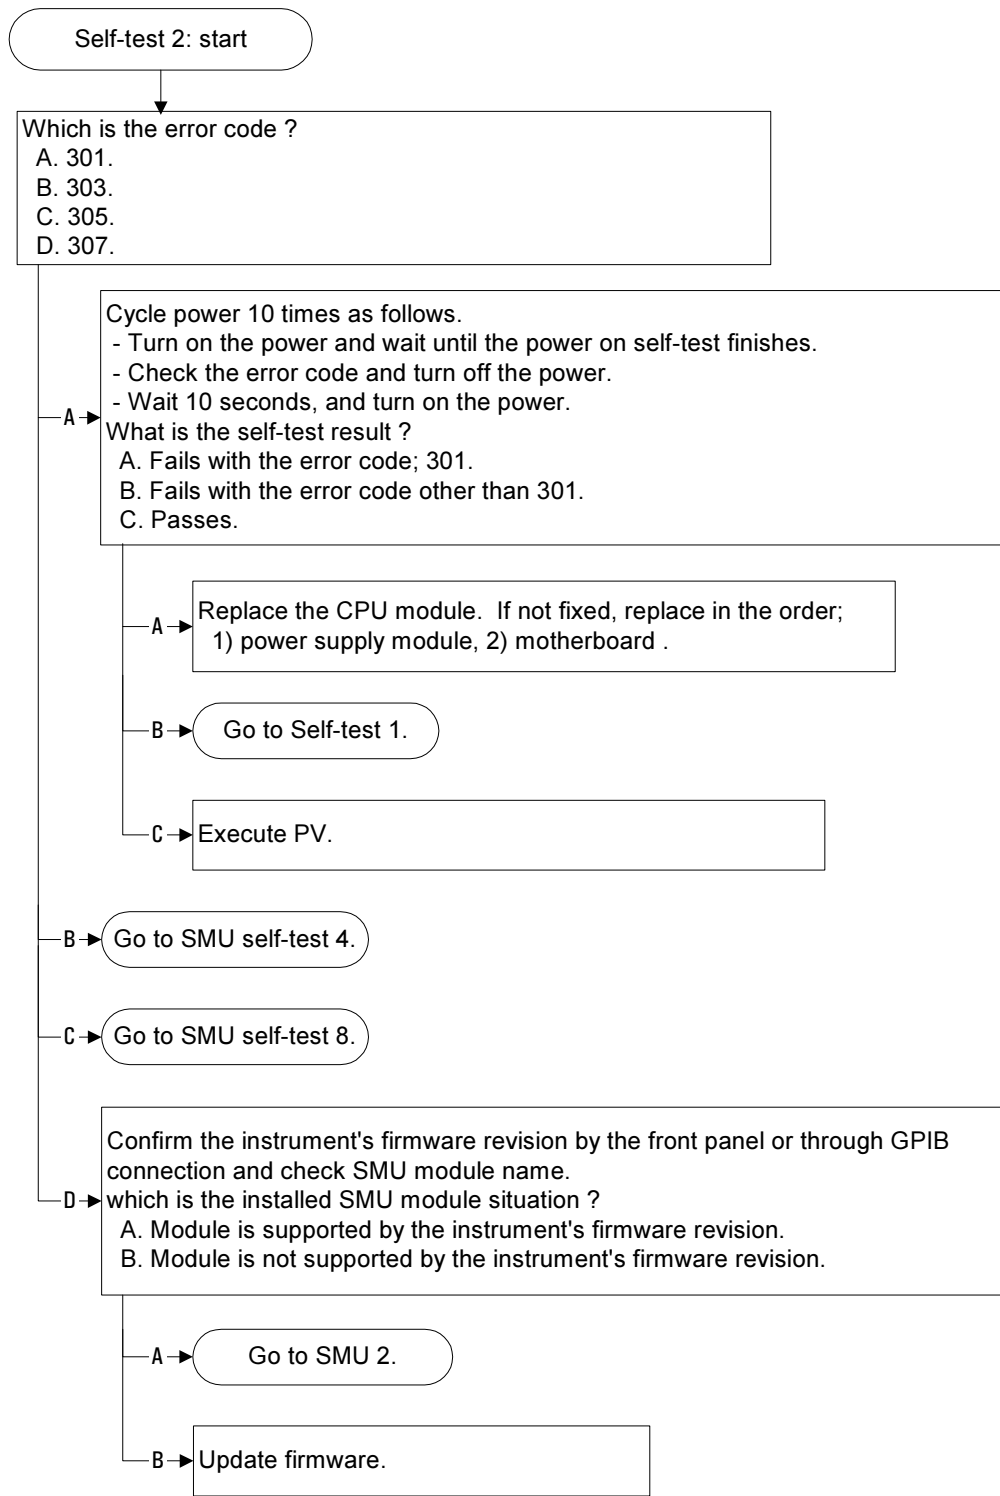 Self-test 2: start
Which is the error code ?
A. 301.
B. 303.
C. 305.
D. 307.
A
Cycle power 10 times as follows.
- Turn on the power and wait until the power on self-test finishes.
- Check the error code and turn off the power.
- Wait 10 seconds, and turn on the power.
What is the self-test result ?
A. Fails with the error code; 301.
B. Fails with the error code other than 301.
C. Passes.
A
Replace the CPU module.  If not fixed, replace in the order;
1) power supply module, 2) motherboard .
B
Go to Self-test 1.
C
Execute PV.
B
Go to SMU self-test 4.
C
Go to SMU self-test 8.
D
Confirm the instrument's firmware revision by the front panel or through GPIB
connection and check SMU module name.
which is the installed SMU module situation ?
A. Module is supported by the instrument's firmware revision.
B. Module is not supported by the instrument's firmware revision.
A
Go to SMU 2.
B
Update firmware.